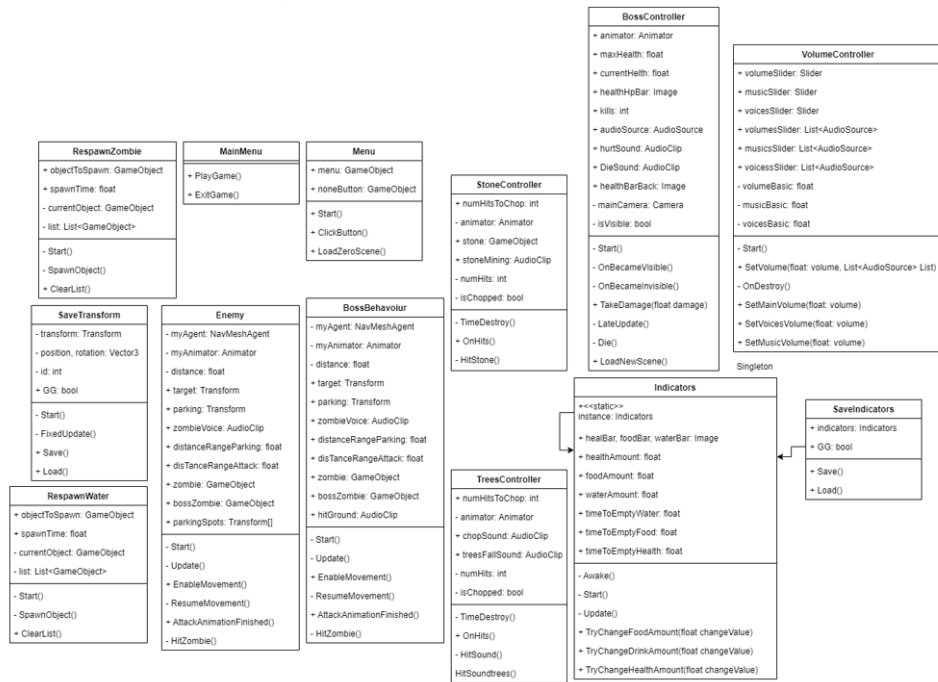 BossController
+ animator: Animator
+ maxHealth: float
+ currentHelth: float
+ healthHpBar: Image
+ kills: int
+ audioSource: AudioSource
+ hurtSound: AudioClip
+ DieSound: AudioClip
+ healthBarBack: Image
- mainCamera: Camera
- isVisible: bool
- Start()
- OnBecameVisible()
- OnBecameInvisible()
+ TakeDamage(float damage)
- LateUpdate()
- Die()
+ LoadNewScene()
VolumeController
+ volumeSlider: Slider
+ musicSlider: Slider
+ voicesSlider: Slider
+ volumesSlider: List<AudioSource>
+ musicsSlider: List<AudioSource>
+ voicessSlider: List<AudioSource>
- volumeBasic: float
- musicBasic: float
- voicesBasic: float
- Start()
+ SetVolume(float: volume, List<AudioSource> List)
- OnDestroy()
+ SetMainVolume(float: volume)
+ SetVoicesVolume(float: volume)
+ SetMusicVolume(float: volume)
RespawnZombie
+ objectToSpawn: GameObject
+ spawnTime: float
- currentObject: GameObject
- list: List<GameObject>
- Start()
- SpawnObject()
+ ClearList()
MainMenu
+ PlayGame()
+ ExitGame()
Menu
+ menu: GameObject
+ noneButton: GameObject
+ Start()
+ ClickButton()
+ LoadZeroScene()
StoneController
+ numHitsToChop: int
- animator: Animator
+ stone: GameObject
+ stoneMining: AudioClip
- numHits: int
- isChopped: bool
- TimeDestroy()
+ OnHits()
- HitStone()
SaveTransform
- transform: Transform
- position, rotation: Vector3
- id: int
+ GG: bool
- Start()
- FixedUpdate()
+ Save()
+ Load()
Enemy
- myAgent: NavMeshAgent
- myAnimator: Animator
- distance: float
+ target: Transform
+ parking: Transform
+ zombieVoice: AudioClip
+ distanceRangeParking: float
+ disTanceRangeAttack: float
+ zombie: GameObject
+ bossZombie: GameObject
+ parkingSpots: Transform[]
- Start()
- Update()
+ EnableMovement()
- ResumeMovement()
+ AttackAnimationFinished()
- HitZombie()
BossBehavoiur
- myAgent: NavMeshAgent
- myAnimator: Animator
- distance: float
+ target: Transform
+ parking: Transform
+ zombieVoice: AudioClip
+ distanceRangeParking: float
+ disTanceRangeAttack: float
+ zombie: GameObject
+ bossZombie: GameObject
+ hitGround: AudioClip
- Start()
- Update()
+ EnableMovement()
- ResumeMovement()
+ AttackAnimationFinished()
- HitZombie()
Singleton
Indicators
+<<static>>
instance: Indicators
+ healBar, foodBar, waterBar: Image
+ healthAmount: float
+ foodAmount: float
+ waterAmount: float
+ timeToEmptyWater: float
+ timeToEmptyFood: float
+ timeToEmptyHealth: float
- Awake()
- Start()
- Update()
+ TryChangeFoodAmount(float changeValue)
+ TryChangeDrinkAmount(float changeValue)
+ TryChangeHealthAmount(float changeValue)
SaveIndicators
+ indicators: Indicators
+ GG: bool
+ Save()
+ Load()
RespawnWater
+ objectToSpawn: GameObject
+ spawnTime: float
- currentObject: GameObject
- list: List<GameObject>
- Start()
- SpawnObject()
+ ClearList()
TreesController
+ numHitsToChop: int
- animator: Animator
+ chopSound: AudioClip
+ treesFallSound: AudioClip
- numHits: int
- isChopped: bool
- TimeDestroy()
+ OnHits()
- HitSound()
HitSoundtrees()